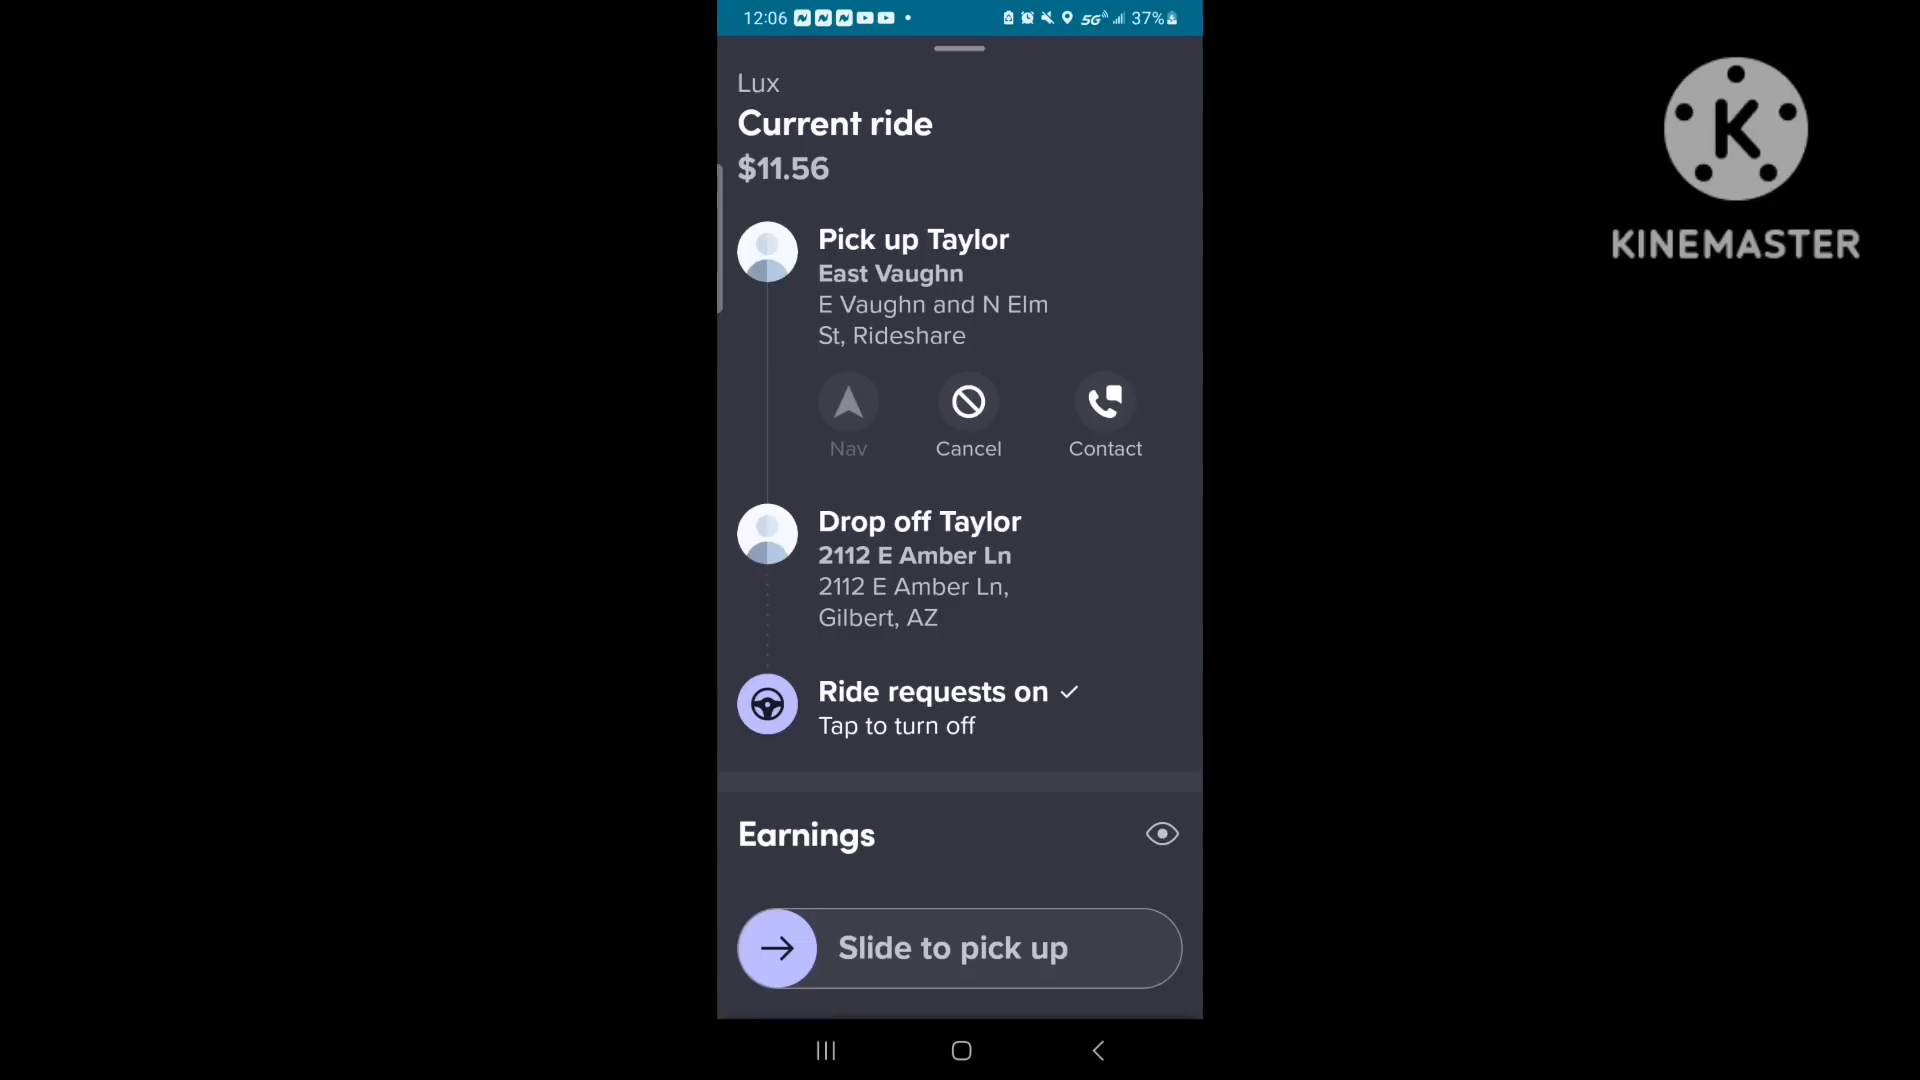 12:06
5G
37%
Lux
Current ride
$11.56
Pick up Taylor
East Vaughn
E Vaughn and N Elm
St, Rideshare
Nav
Cancel
Contact
Drop off Taylor
2112 E Amber Ln
2112 E Amber Ln,
Gilbert, AZ
Ride requests on
Tap to turn off
Earnings
Slide to pick up
K
KINEMASTER